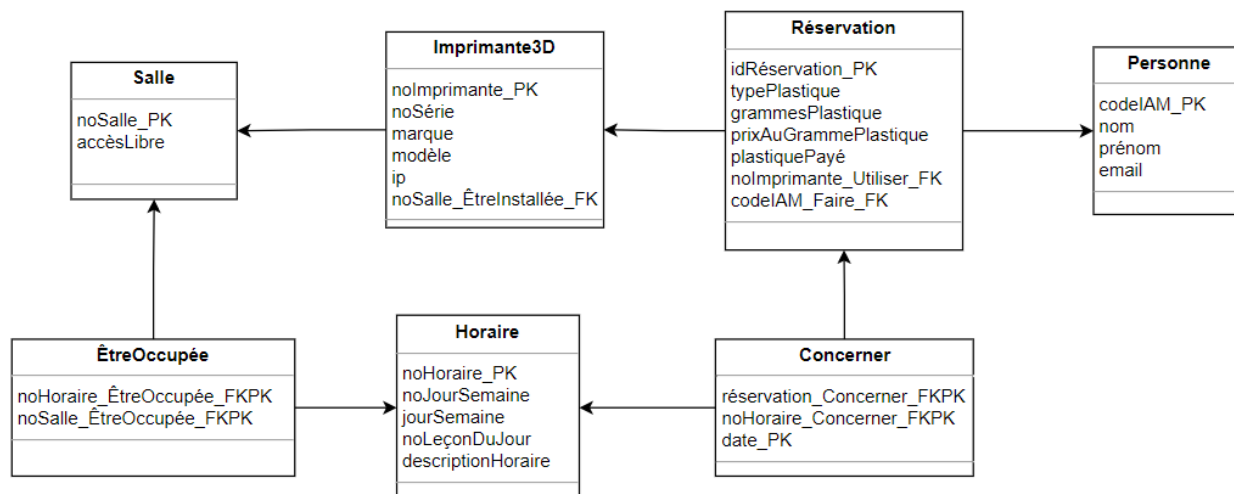 Salle
noSalle_PK
accèsLibre
Imprimante3D
noImprimante_PK
noSérie
marque
modèle
ip
noSalle_ÊtreInstallée_FK
Réservation
idRéservation_PK
typePlastique
grammesPlastique
prixAuGrammePlastique
plastiquePayé
noImprimante_Utiliser_FK
codeIAM_Faire_FK
Personne
codeIAM_PK
nom
prénom
email
ÊtreOccupée
noHoraire_ÊtreOccupée_FKPK
noSalle_ÊtreOccupée_FKPK
Horaire
noHoraire_PK
noJourSemaine
jourSemaine
noLeçonDuJour
descriptionHoraire
Concerner
réservation_Concerner_FKPK
noHoraire_Concerner_FKPK
date_PK